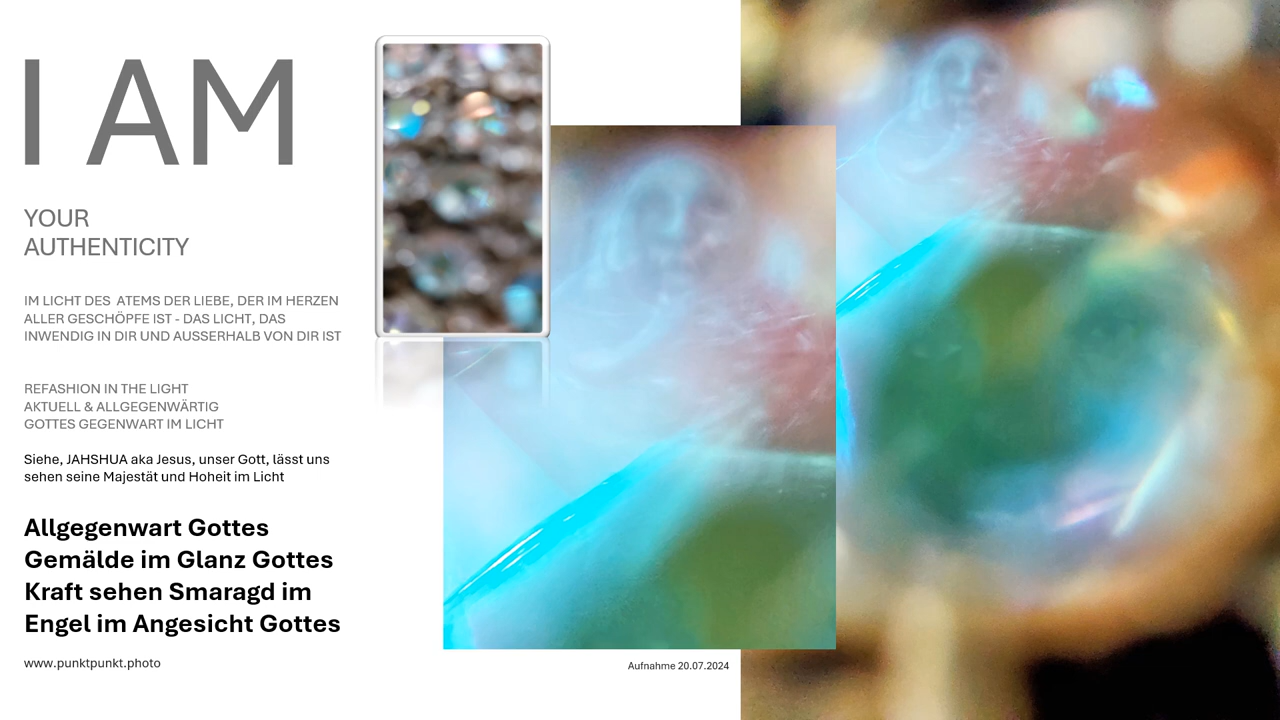 I AM
YOUR
AUTHENTICITY
IM LICHT DES  ATEMS DER LIEBE, DER IM HERZEN
ALLER GESCHÖPFE IST - DAS LICHT, DAS
INWENDIG IN DIR UND AUSSERHALB VON DIR IST
REFASHION IN THE LIGHT
AKTUELL & ALLGEGENWÄRTIG
GOTTES GEGENWART IM LICHT
Siehe, JAHSHUA aka Jesus, unser Gott, lässt uns
sehen seine Majestät und Hoheit im Licht
Allgegenwart Gottes
Gemälde im Glanz Gottes
Kraft sehen Smaragd im
Engel im Angesicht Gottes
www.punktpunkt.photo
Aufnahme 20.07.2024